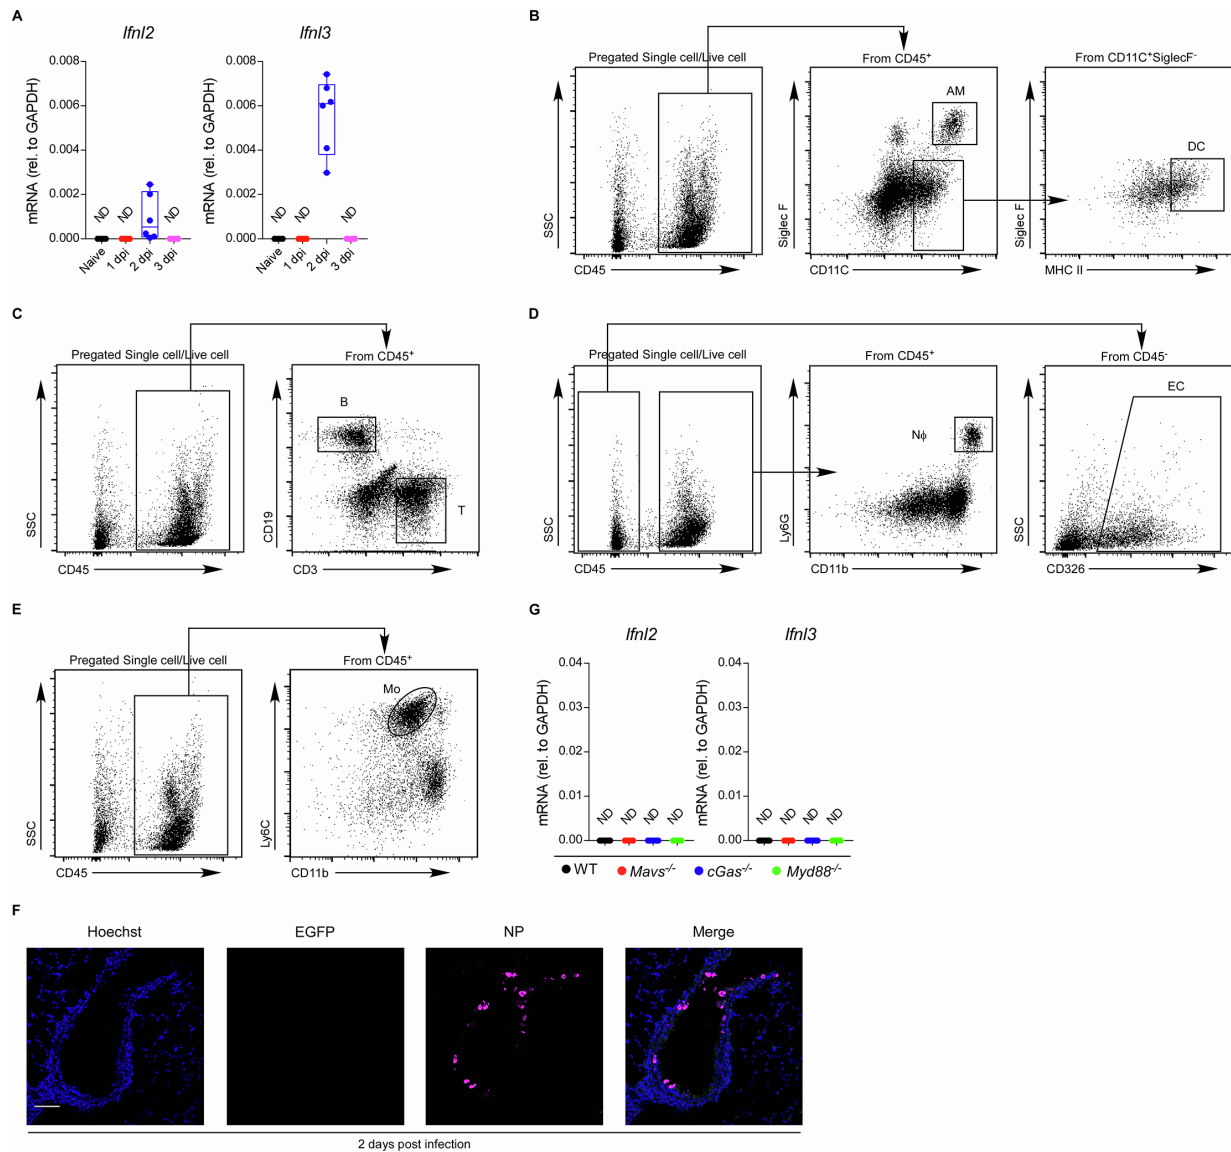 A
Ifnl2
Ifnl3
mRNA (rel. to GAPDH)
0.008
0.006
0.004
0.002
0.000
ND
ND
ND
Naive
1 dpi
2 dpi
3 dpi
mRNA (rel. to GAPDH)
0.008
0.006
0.004
0.002
0.000
ND
ND
ND
Naive
1 dpi
2 dpi
3 dpi
B
Pregated Single cell/Live cell
From CD45+
From CD11C+SiglecF-
SSC
CD45
Siglec F
AM
CD11C
Siglec F
DC
MHC II
C
Pregated Single cell/Live cell
From CD45+
SSC
CD45
CD19
B
T
CD3
D
Pregated Single cell/Live cell
From CD45+
From CD45-
SSC
CD45
Ly6G
Nϕ
CD11b
SSC
EC
CD326
E
Pregated Single cell/Live cell
From CD45+
SSC
CD45
Ly6C
Mo
CD11b
G
Ifnl2
Ifnl3
mRNA (rel. to GAPDH)
0.04
0.03
0.02
0.01
0.00
ND
ND
ND
ND
mRNA (rel. to GAPDH)
0.04
0.03
0.02
0.01
0.00
ND
ND
ND
ND
WT
Mavs-/-
cGas-/-
Myd88-/-
F
Hoechst
EGFP
NP
Merge
2 days post infection